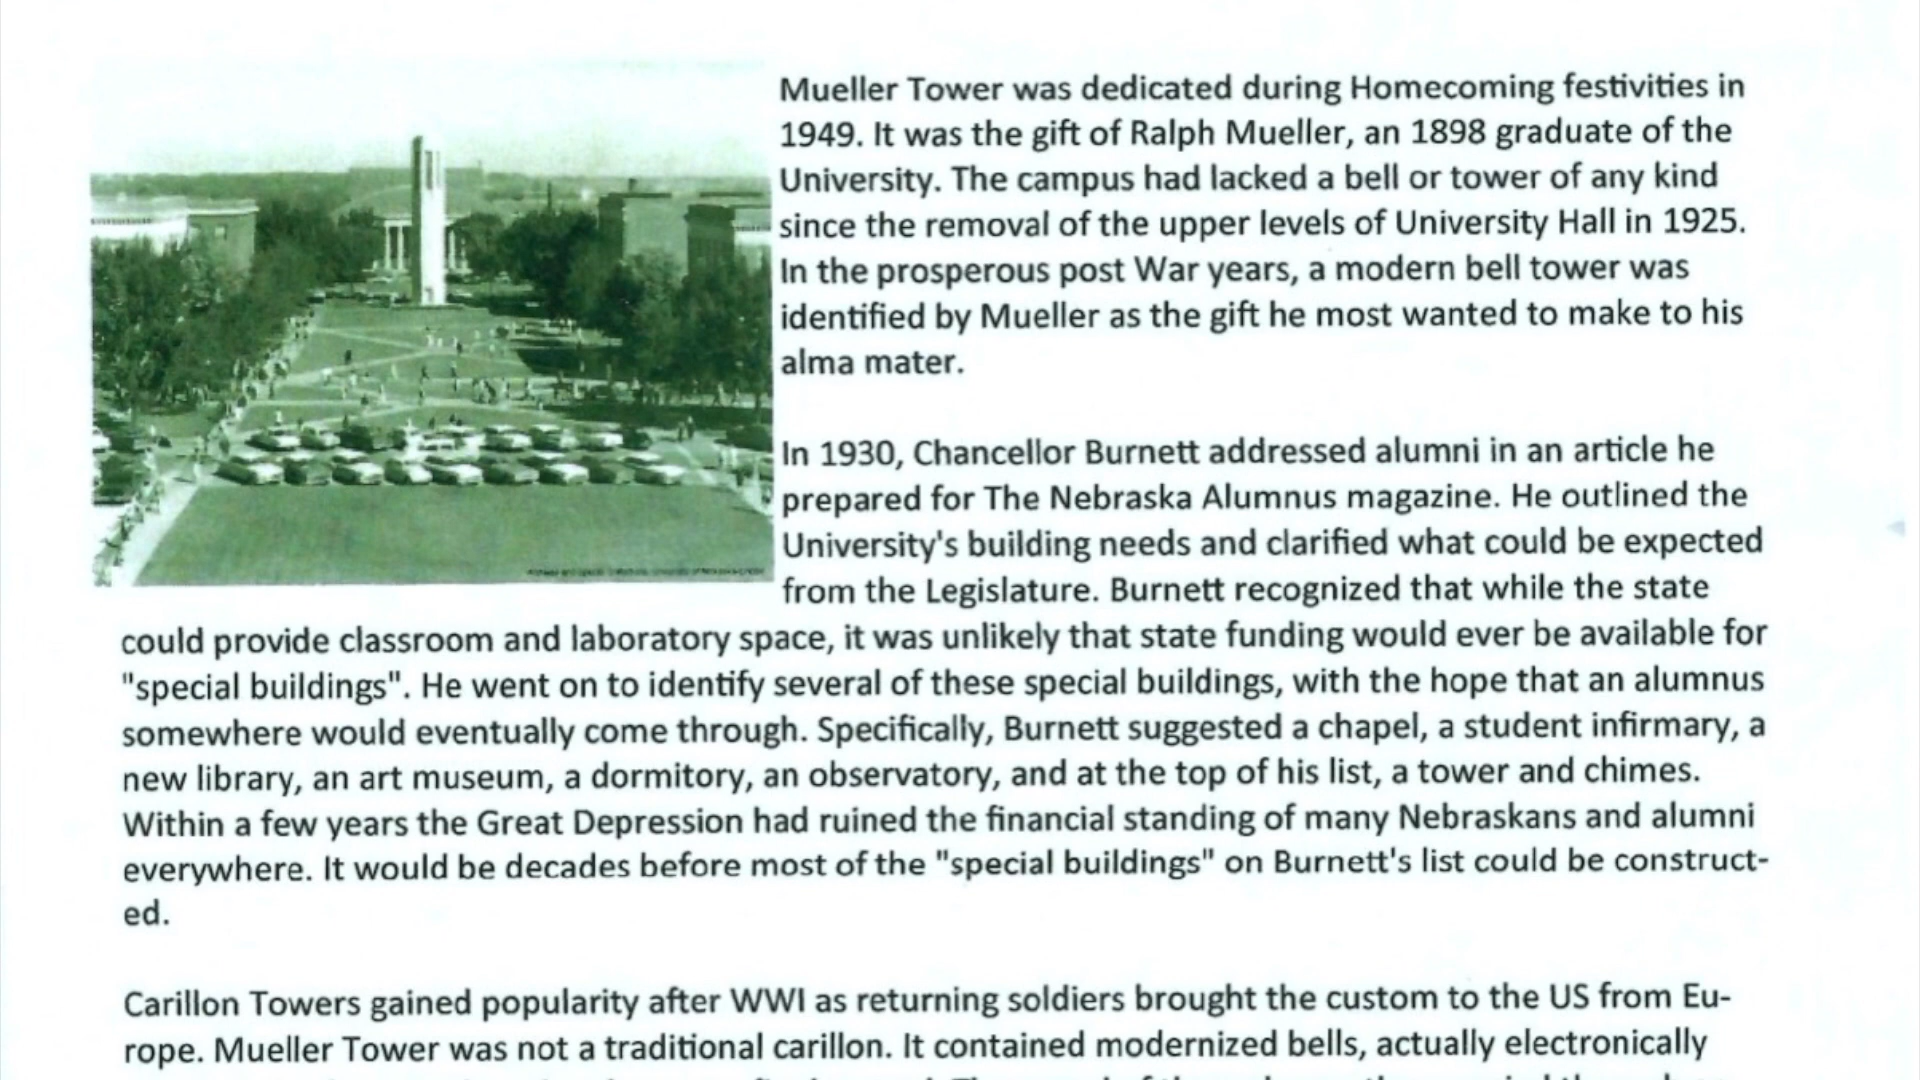 Mueller Tower was dedicated during Homecoming festivities in
1949. It was the gift of Ralph Mueller, an 1898 graduate of the
University. The campus had lacked a bell or tower of any kind
since the removal of the upper levels of University Hall in 1925.
In the prosperous post War years, a modern bell tower was
identified by Mueller as the gift he most wanted to make to his
alma mater.
In 1930, Chancellor Burnett addressed alumni in an article he
prepared for The Nebraska Alumnus magazine. He outlined the
University's building needs and clarified what could be expected
from the Legislature. Burnett recognized that while the state
could provide classroom and laboratory space, it was unlikely that state funding would ever be available for
"special buildings". He went on to identify several of these special buildings, with the hope that an alumnus
somewhere would eventually come through. Specifically, Burnett suggested a chapel, a student infirmary, a
new library, an art museum, a dormitory, an observatory, and at the top of his list, a tower and chimes.
Within a few years the Great Depression had ruined the financial standing of many Nebraskans and alumni
everywhere. It would be decades before most of the "special buildings" on Burnett's list could be construct-
ed.
Carillon Towers gained popularity after WWI as returning soldiers brought the custom to the US from Eu-
rope. Mueller Tower was not a traditional carillon. It contained modernized bells, actually electronically